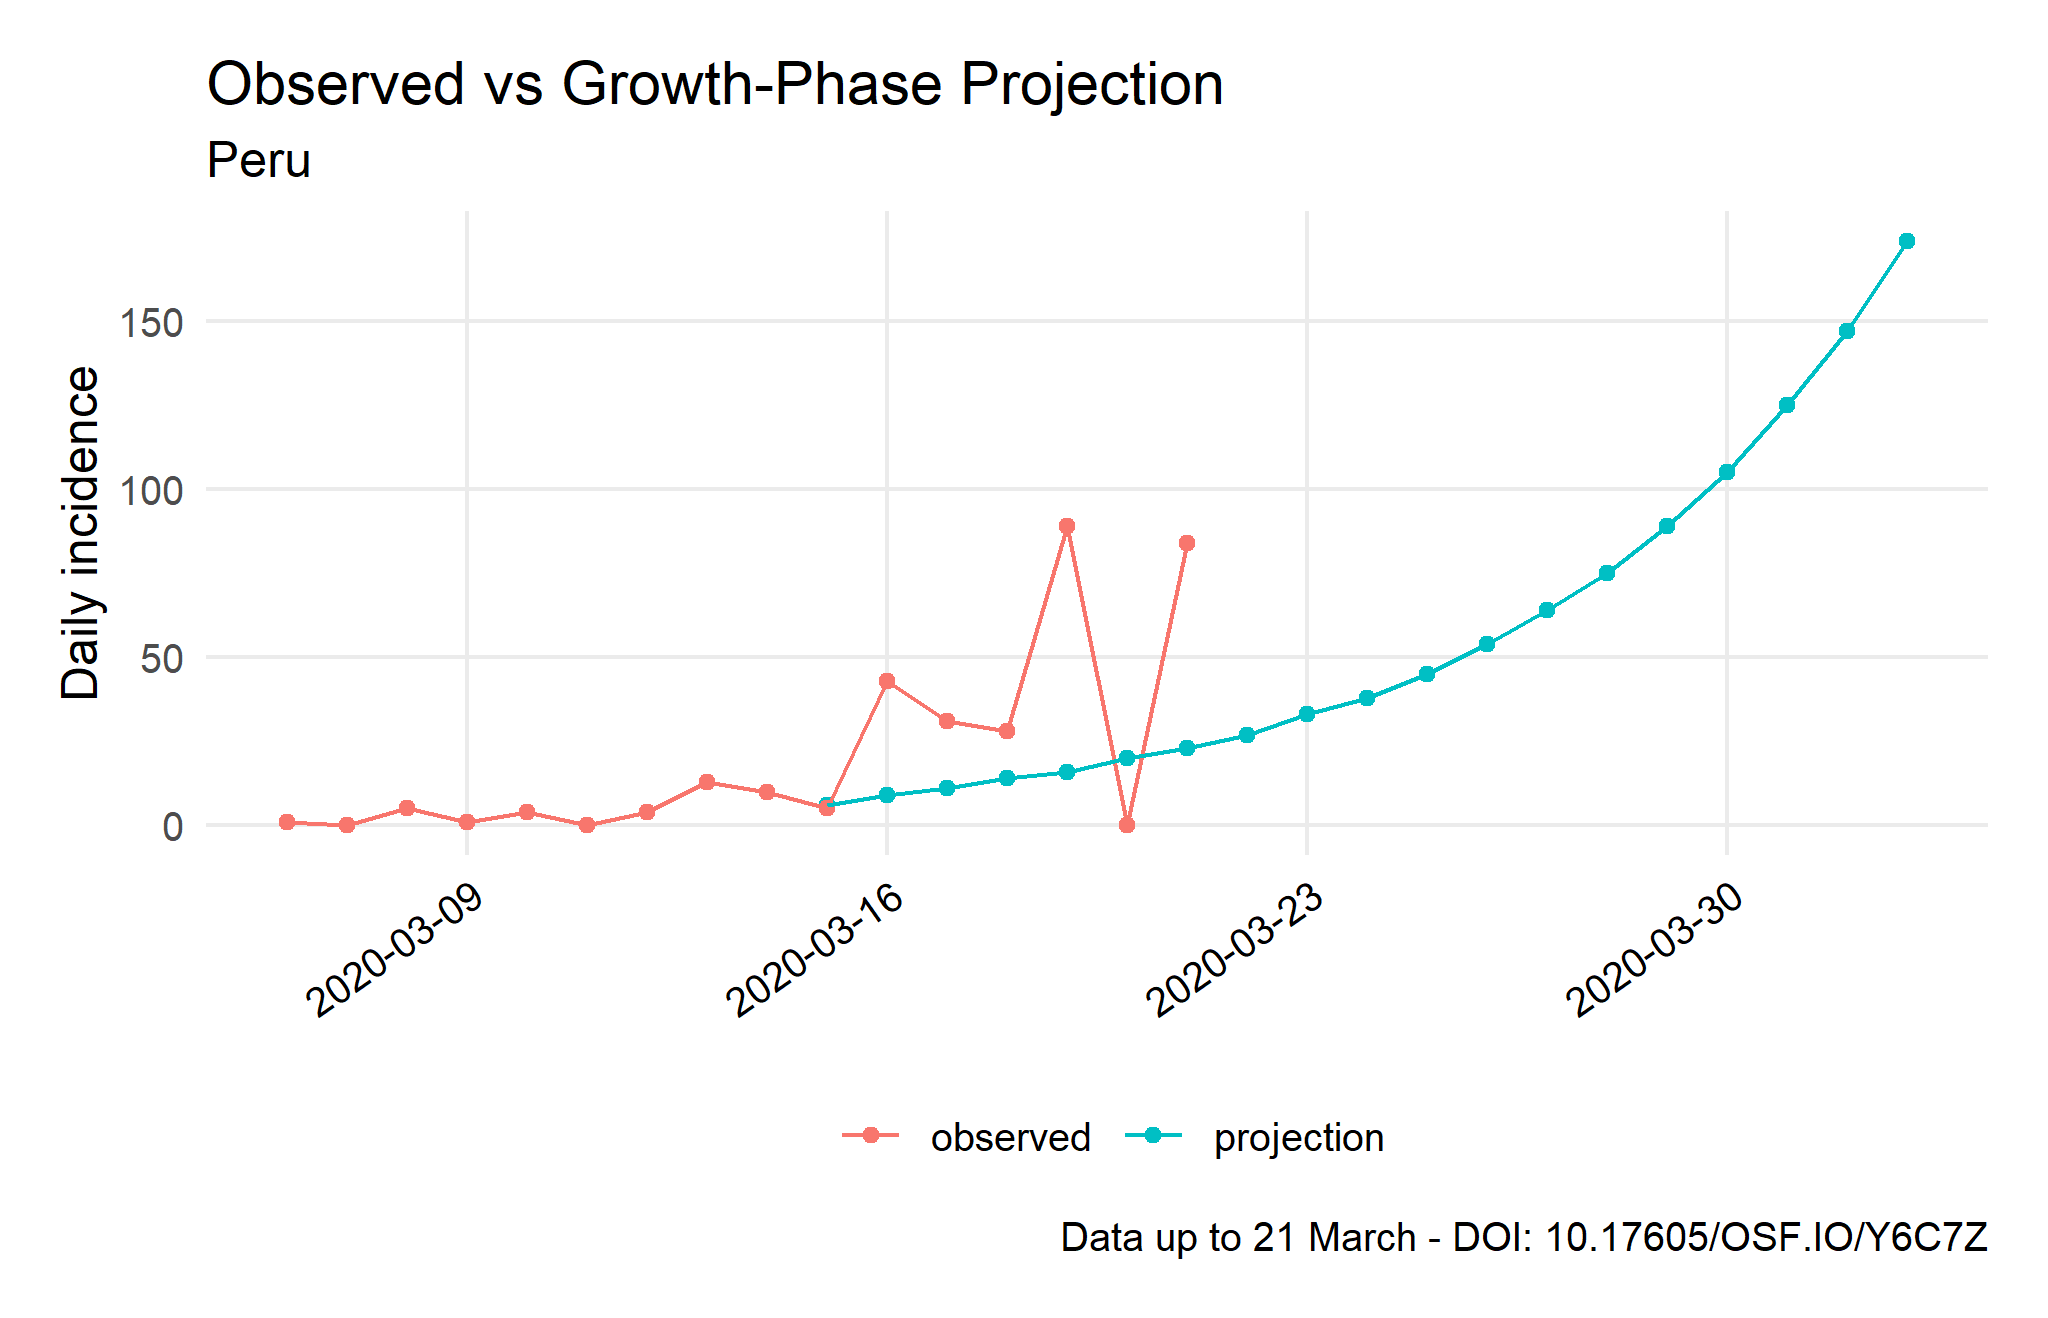 Observed vs Growth-Phase Projection
Peru
Daily incidence
150
100
50
0
2020-03-09
2020-03-16
2020-03-23
2020-03-30
observed
projection
Data up to 21 March - DOI: 10.17605/OSF.IO/Y6C7Z